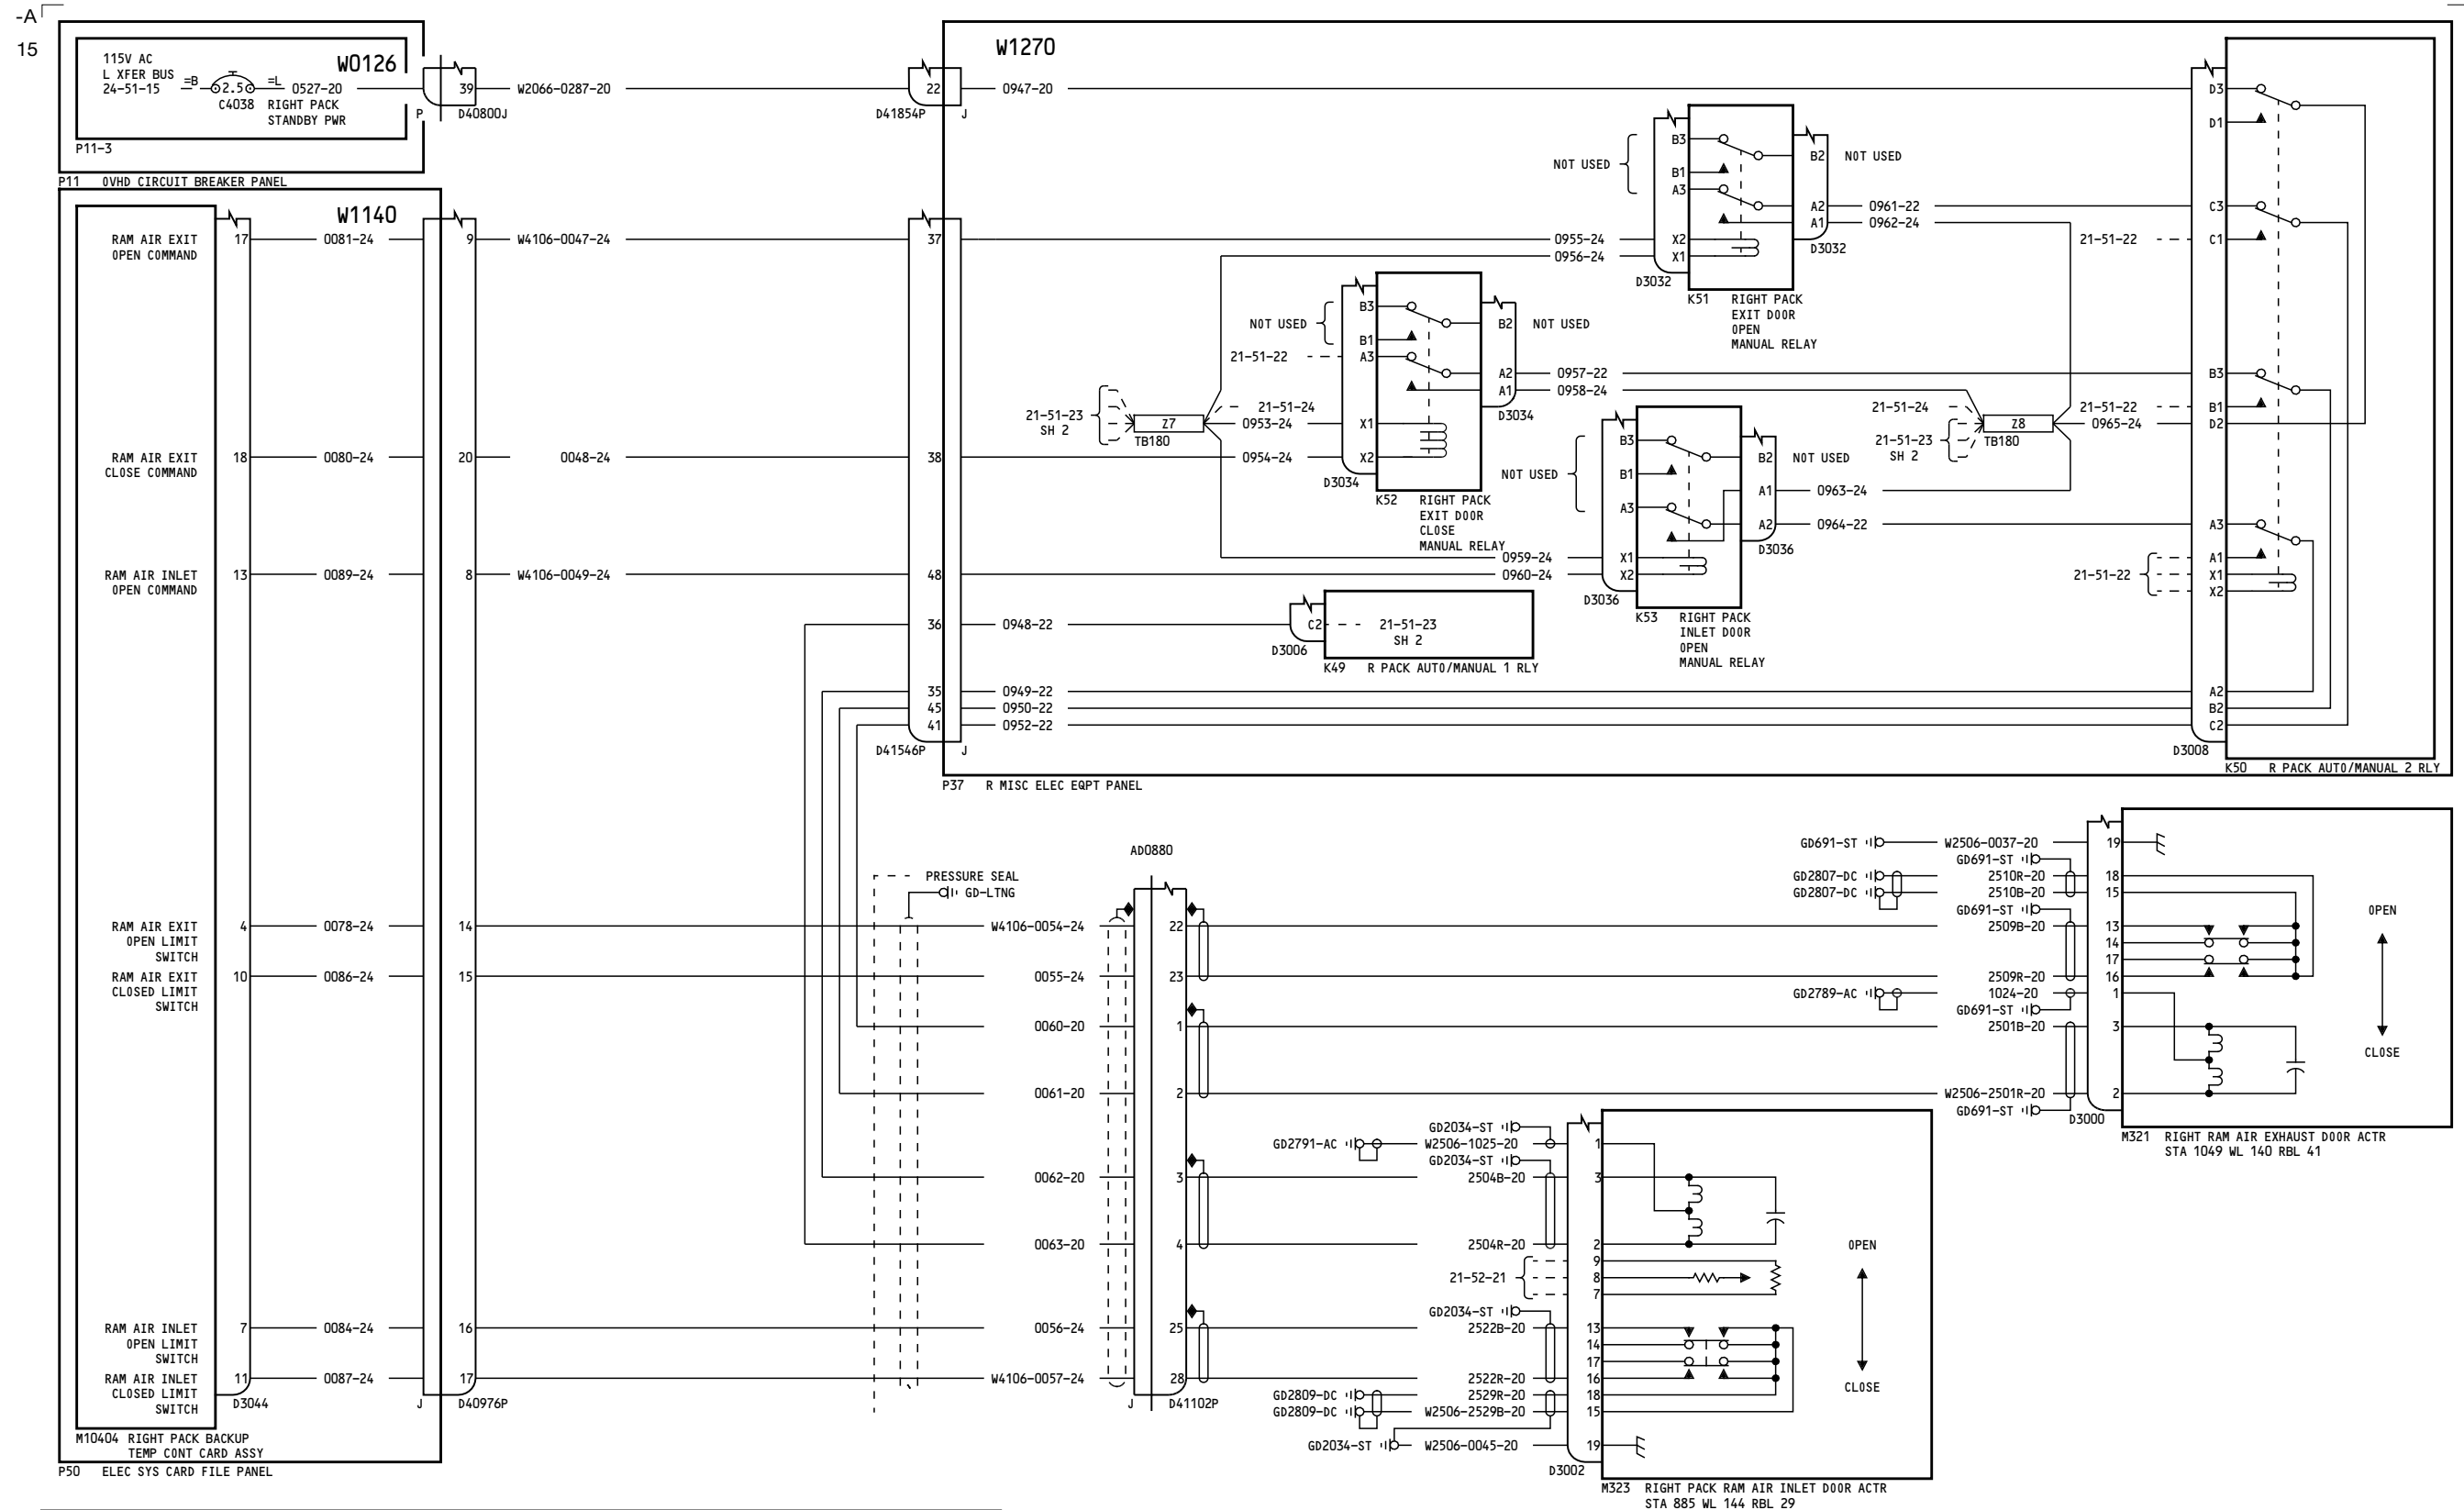 -A
15
W0126
115V AC
L XFER BUS
24-51-15
=B
2.5
=L
0527-20
C4038
RIGHT PACK
STANDBY PWR
P11-3
P11 OVHD CIRCUIT BREAKER PANEL
39
P
D40800J
W2066-0287-20
W1270
22
D41854P
J
0947-20
W1140
RAM AIR EXIT
OPEN COMMAND
17
0081-24
9
W4106-0047-24
37
RAM AIR EXIT
CLOSE COMMAND
18
0080-24
20
0048-24
38
RAM AIR INLET
OPEN COMMAND
13
0089-24
8
W4106-0049-24
48
36
0948-22
35
0949-22
45
0950-22
41
0952-22
D41546P
J
P37 R MISC ELEC EQPT PANEL
NOT USED
B3
B1
A3
X2
X1
B2
NOT USED
A2
0961-22
A1
0962-24
D3032
0955-24
0956-24
D3032
K51
RIGHT PACK
EXIT DOOR
OPEN
MANUAL RELAY
NOT USED
21-51-22
B3
B1
A3
X1
X2
B2
NOT USED
A2
0957-22
A1
0958-24
D3034
21-51-23
SH 2
Z7
TB180
21-51-24
0953-24
0954-24
D3034
K52
RIGHT PACK
EXIT DOOR
CLOSE
MANUAL RELAY
NOT USED
B3
B1
A3
X1
X2
B2
NOT USED
A1
0963-24
A2
0964-22
D3036
0959-24
0960-24
D3036
K53
RIGHT PACK
INLET DOOR
OPEN
MANUAL RELAY
21-51-24
21-51-23
SH 2
Z8
TB180
21-51-22
0965-24
C2
21-51-23
SH 2
D3006
K49 R PACK AUTO/MANUAL 1 RLY
D3
D1
C3
21-51-22
C1
B3
B1
D2
A3
21-51-22
A1
X1
X2
A2
B2
C2
D3008
K50 R PACK AUTO/MANUAL 2 RLY
RAM AIR EXIT
OPEN LIMIT
SWITCH
4
0078-24
14
RAM AIR EXIT
CLOSED LIMIT
SWITCH
10
0086-24
15
RAM AIR INLET
OPEN LIMIT
SWITCH
7
0084-24
16
RAM AIR INLET
CLOSED LIMIT
SWITCH
11
0087-24
17
D3044
J
D40976P
M10404 RIGHT PACK BACKUP
TEMP CONT CARD ASSY
P50 ELEC SYS CARD FILE PANEL
PRESSURE SEAL
GD-LTNG
AD0880
W4106-0054-24
22
0055-24
23
0060-20
1
0061-20
2
0062-20
3
0063-20
4
0056-24
25
W4106-0057-24
28
J
D41102P
GD691-ST
W2506-0037-20
19
GD691-ST
GD2807-DC
2510R-20
18
GD2807-DC
2510B-20
15
GD691-ST
2509B-20
13
14
17
2509R-20
16
GD2789-AC
1024-20
1
GD691-ST
2501B-20
3
W2506-2501R-20
2
GD691-ST
D3000
OPEN
CLOSE
M321 RIGHT RAM AIR EXHAUST DOOR ACTR
STA 1049 WL 140 RBL 41
GD2034-ST
GD2791-AC
W2506-1025-20
1
GD2034-ST
2504B-20
3
2504R-20
2
9
21-52-21
8
7
GD2034-ST
2522B-20
13
14
17
2522R-20
16
GD2809-DC
2529R-20
18
GD2809-DC
W2506-2529B-20
15
GD2034-ST
W2506-0045-20
19
D3002
OPEN
CLOSE
M323 RIGHT PACK RAM AIR INLET DOOR ACTR
STA 885 WL 144 RBL 29